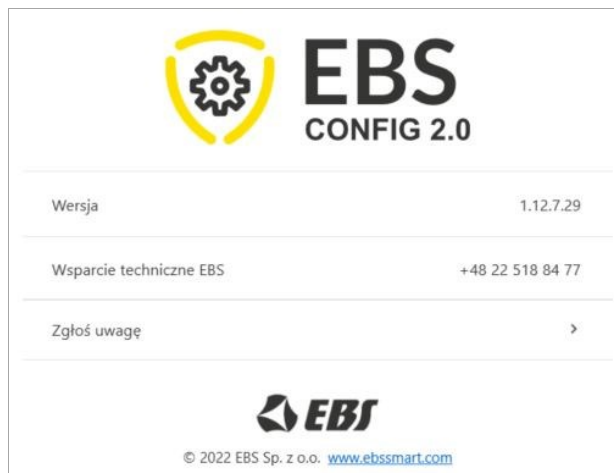 EBS
CONFIG 2.0
Wersja 1.12.7.29
Wsparcie techniczne EBS +48 22 518 84 77
Zgłoś uwagę >
EBS
© 2022 EBS Sp. z o.o. www.ebssmart.com